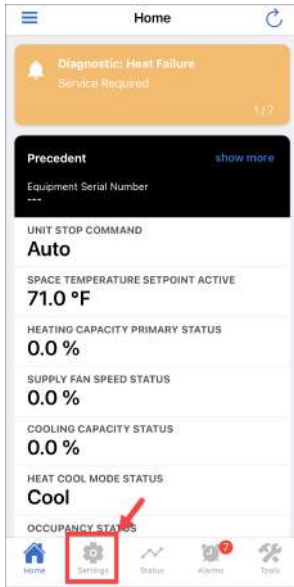 Home
Diagnostic: Heat Failure
Service Required
1/7
Precedent show more
Equipment Serial Number
---
UNIT STOP COMMAND
Auto
SPACE TEMPERATURE SETPOINT ACTIVE
71.0 °F
HEATING CAPACITY PRIMARY STATUS
0.0 %
SUPPLY FAN SPEED STATUS
0.0 %
COOLING CAPACITY STATUS
0.0 %
HEAT COOL MODE STATUS
Cool
OCCUPANCY STATUS
7
Home Settings Status Alarms Tools